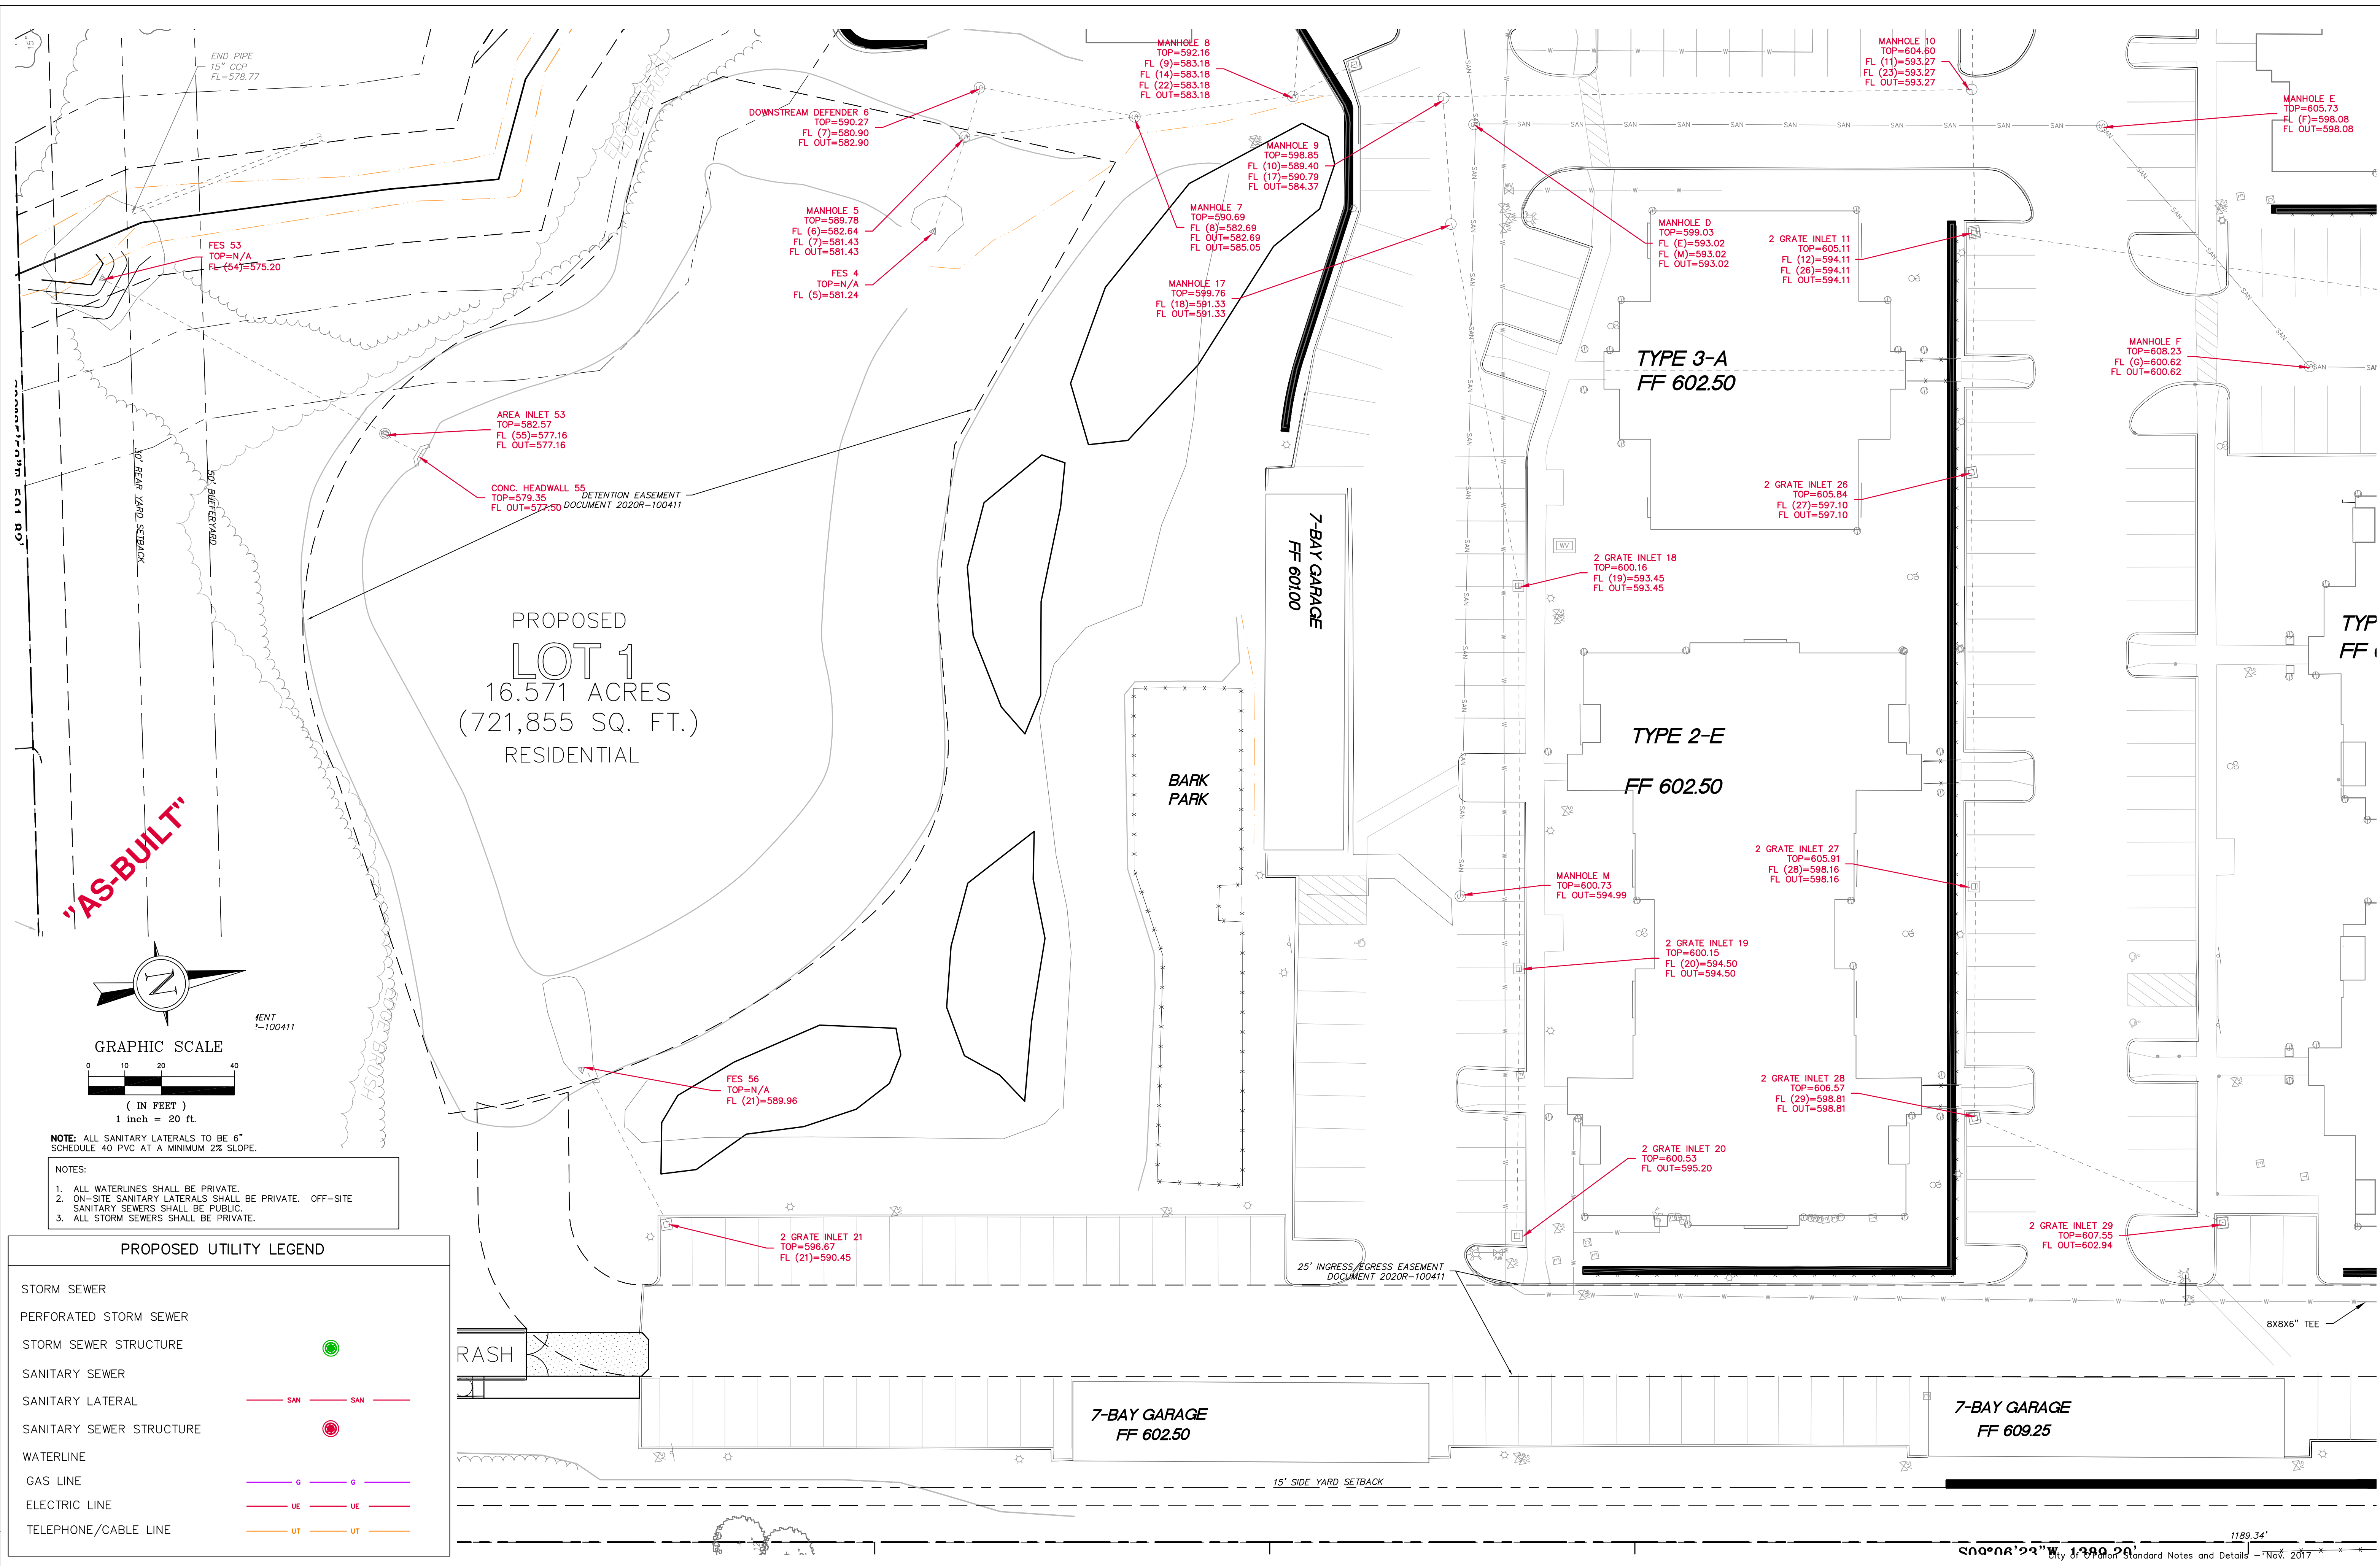 END PIPE
15" CCP
FL=578.77
MANHOLE 8
TOP=592.16
FL (9)=583.18
FL (14)=583.18
FL (22)=583.18
FL OUT=583.18
MANHOLE 10
TOP=604.60
FL (11)=593.27
FL (23)=593.27
FL OUT=593.27
MANHOLE E
TOP=605.73
FL (F)=598.08
FL OUT=598.08
DOWNSTREAM DEFENDER 6
TOP=590.27
FL (7)=580.90
FL OUT=582.90
MANHOLE 9
TOP=598.85
FL (10)=589.40
FL (17)=590.79
FL OUT=584.37
MANHOLE 5
TOP=589.78
FL (6)=582.64
FL (7)=581.43
FL OUT=581.43
MANHOLE 7
TOP=590.69
FL (8)=582.69
FL OUT=582.69
FL OUT=585.05
MANHOLE D
TOP=599.03
FL (E)=593.02
FL (M)=593.02
FL OUT=593.02
2 GRATE INLET 11
TOP=605.11
FL (12)=594.11
FL (26)=594.11
FL OUT=594.11
FES 53
TOP=N/A
FL (54)=575.20
FES 4
TOP=N/A
FL (5)=581.24
MANHOLE 17
TOP=599.76
FL (18)=591.33
FL OUT=591.33
MANHOLE F
TOP=608.23
FL (G)=600.62
FL OUT=600.62
TYPE 3-A
FF 602.50
AREA INLET 53
TOP=582.57
FL (55)=577.16
FL OUT=577.16
CONC. HEADWALL 55
TOP=579.35
FL OUT=577.50
DETENTION EASEMENT
DOCUMENT 2020R-100411
30' REAR YARD SETBACK
50' BUFFERYARD
2 GRATE INLET 26
TOP=605.84
FL (27)=597.10
FL OUT=597.10
7-BAY GARAGE
FF 601.00
WV
2 GRATE INLET 18
TOP=600.16
FL (19)=593.45
FL OUT=593.45
PROPOSED
LOT 1
16.571 ACRES
(721,855 SQ. FT.)
RESIDENTIAL
TYP
FF
TYPE 2-E
FF 602.50
BARK
PARK
"AS-BUILT"
2 GRATE INLET 27
TOP=605.91
FL (28)=598.16
FL OUT=598.16
MANHOLE M
TOP=600.73
FL OUT=594.99
2 GRATE INLET 19
TOP=600.15
FL (20)=594.50
FL OUT=594.50
N
MENT
-100411
GRAPHIC SCALE
0 10 20 40
( IN FEET )
1 inch = 20 ft.
FES 56
TOP=N/A
FL (21)=589.96
2 GRATE INLET 28
TOP=606.57
FL (29)=598.81
FL OUT=598.81
NOTE: ALL SANITARY LATERALS TO BE 6"
SCHEDULE 40 PVC AT A MINIMUM 2% SLOPE.
NOTES:
1. ALL WATERLINES SHALL BE PRIVATE.
2. ON-SITE SANITARY LATERALS SHALL BE PRIVATE. OFF-SITE
SANITARY SEWERS SHALL BE PUBLIC.
3. ALL STORM SEWERS SHALL BE PRIVATE.
2 GRATE INLET 20
TOP=600.53
FL OUT=595.20
2 GRATE INLET 21
TOP=596.67
FL (21)=590.45
2 GRATE INLET 29
TOP=607.55
FL OUT=602.94
25' INGRESS/EGRESS EASEMENT
DOCUMENT 2020R-100411
8X8X6" TEE
PROPOSED UTILITY LEGEND
STORM SEWER
PERFORATED STORM SEWER
STORM SEWER STRUCTURE
SANITARY SEWER
SANITARY LATERAL SAN SAN
SANITARY SEWER STRUCTURE
WATERLINE
GAS LINE G G
ELECTRIC LINE UE UE
TELEPHONE/CABLE LINE UT UT
RASH
7-BAY GARAGE
FF 602.50
7-BAY GARAGE
FF 609.25
15' SIDE YARD SETBACK
1189.34'
S09°06'23"W 1389.20'
City of O'Fallon Standard Notes and Details - Nov. 2017